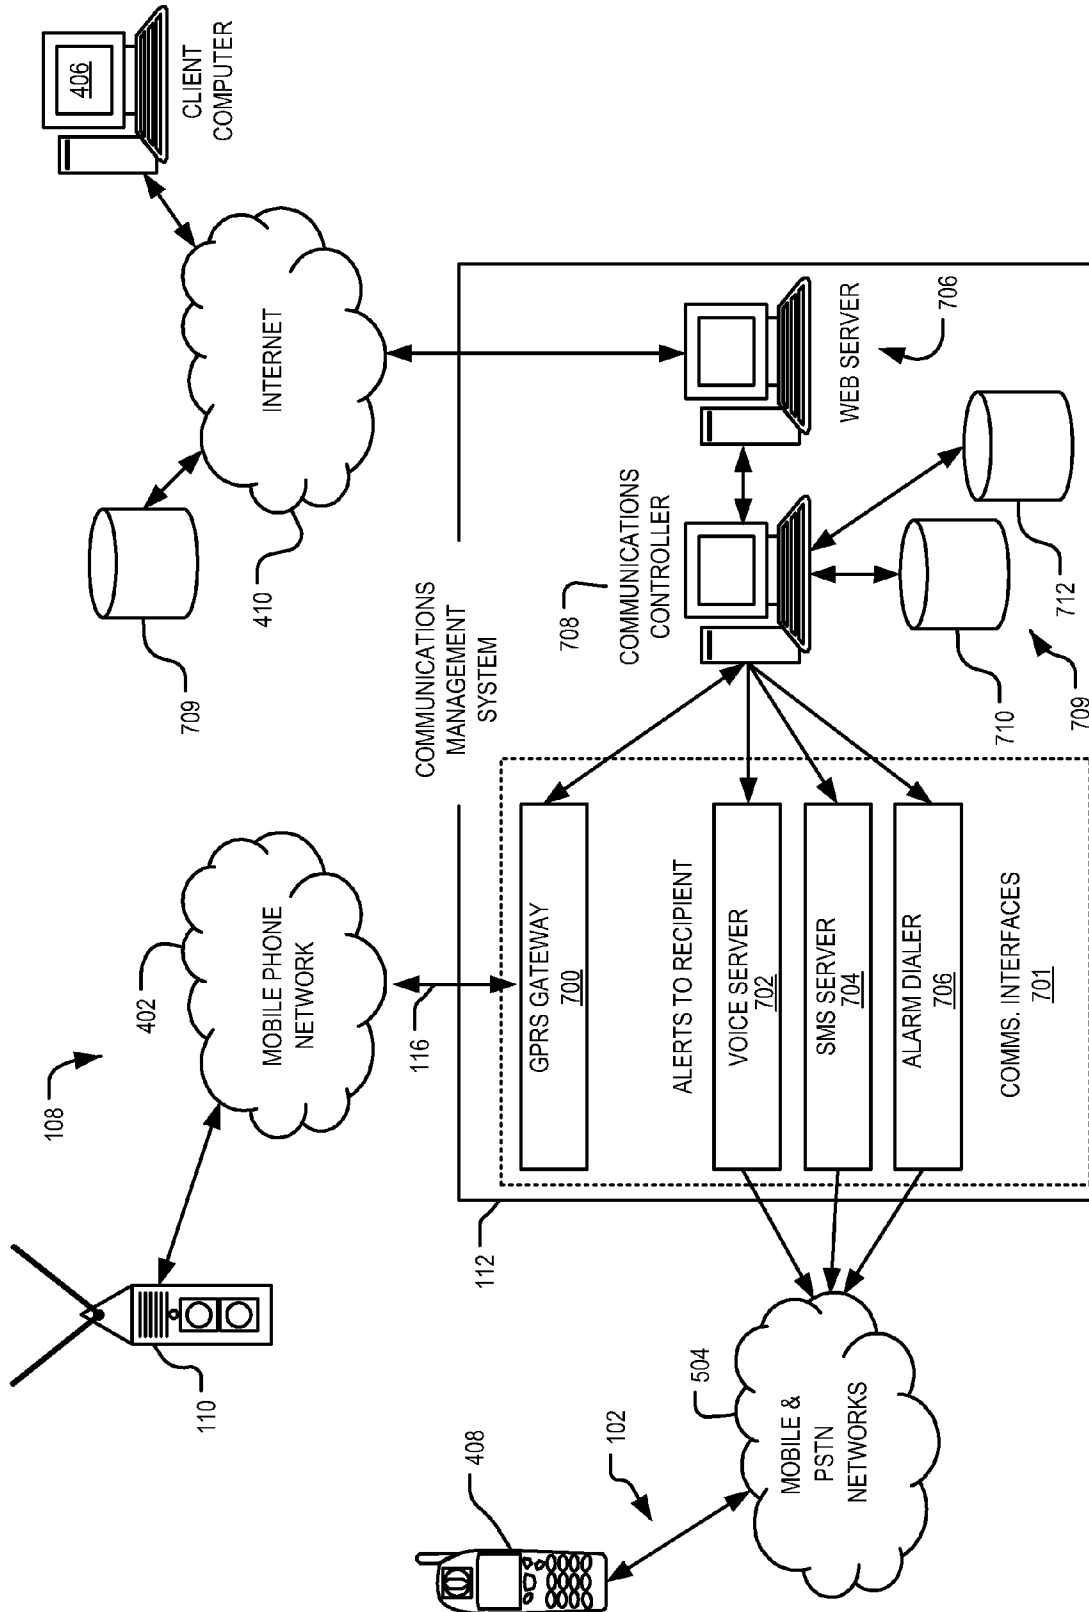 108
110
402
MOBILE PHONE
NETWORK
116
709
410
INTERNET
406
CLIENT
COMPUTER
COMMUNICATIONS
MANAGEMENT
SYSTEM
112
GPRS GATEWAY
700
ALERTS TO RECIPIENT
VOICE SERVER
702
SMS SERVER
704
ALARM DIALER
706
COMMS. INTERFACES
701
708
COMMUNICATIONS
CONTROLLER
WEB SERVER
706
710
712
709
408
102
504
MOBILE &
PSTN
NETWORKS